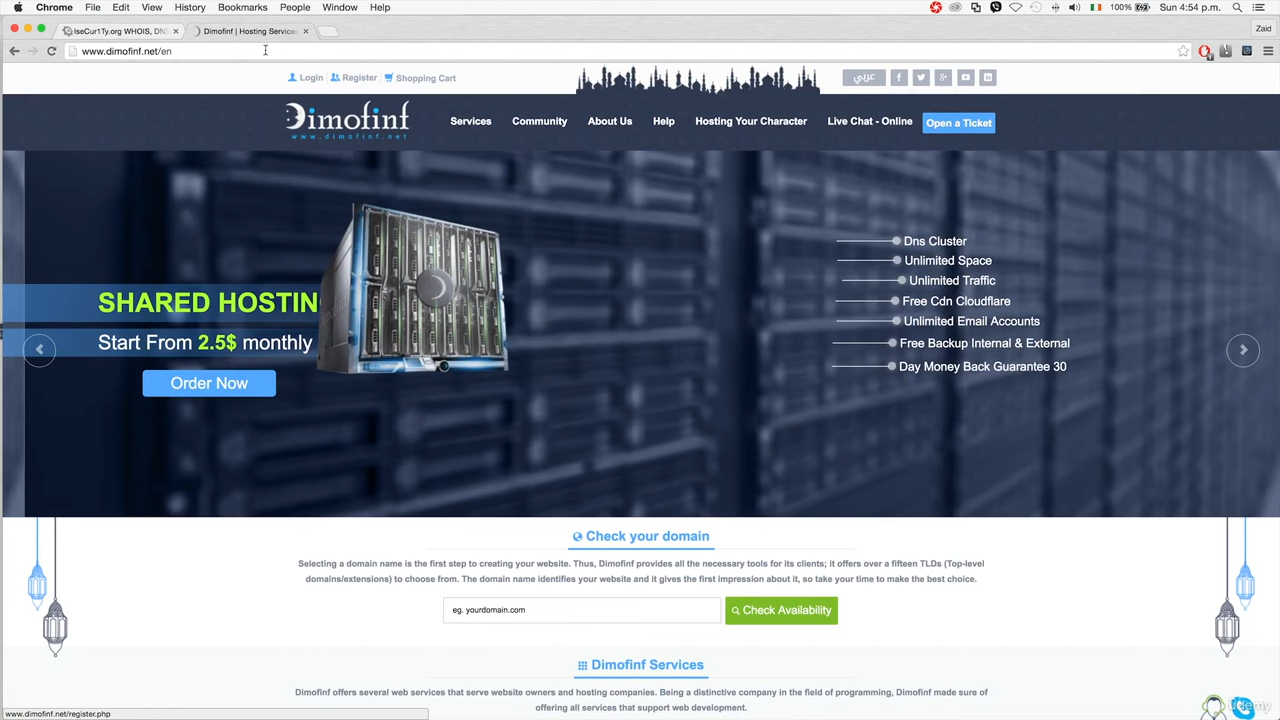 Chrome File Edit View History Bookmarks People Window Help 100% Sun 4:54 p.m.
IseCur1Ty.org WHOIS, DN Dimofinf | Hosting Services Zaid
www.dimofinf.net/en
Login Register Shopping Cart عربي
Dimofinf
www.dimofinf.net
Services Community About Us Help Hosting Your Character Live Chat - Online Open a Ticket
Dns Cluster
Unlimited Space
Unlimited Traffic
Free Cdn Cloudflare
Unlimited Email Accounts
Free Backup Internal & External
Day Money Back Guarantee 30
SHARED HOSTIN
Start From 2.5$ monthly
Order Now
Check your domain
Selecting a domain name is the first step to creating your website. Thus, Dimofinf provides all the necessary tools for its clients; it offers over a fifteen TLDs (Top-level
domains/extensions) to choose from. The domain name identifies your website and it gives the first impression about it, so take your time to make the best choice.
eg. yourdomain.com Check Availability
Dimofinf Services
Dimofinf offers several web services that serve website owners and hosting companies. Being a distinctive company in the field of programming, Dimofinf made sure of
offering all services that support web development.
www.dimofinf.net/register.php
Udemy